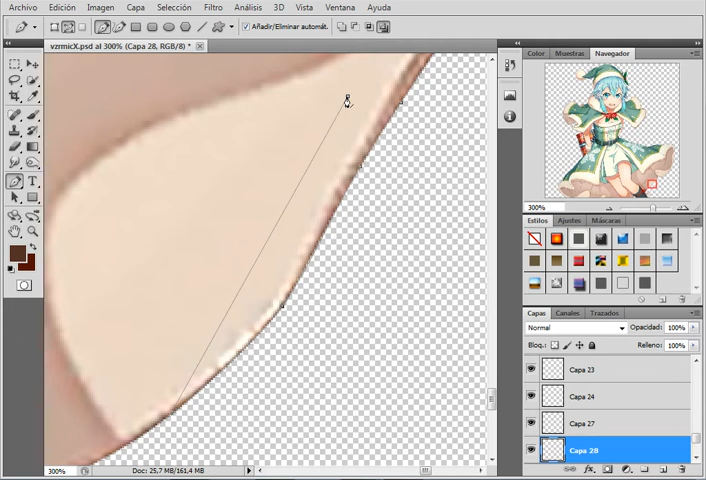 Archivo Edición Imagen Capa Selección Filtro Análisis 3D Vista Ventana Ayuda
Añadir/Eliminar automát.
vzrmicX.psd al 300% (Capa 28, RGB/8) *
Color Muestras Navegador
300%
Estilos Ajustes Máscaras
Capas Canales Trazados
Normal Opacidad: 100%
Bloq.: Relleno: 100%
Capa 23
Capa 24
Capa 27
Capa 28
300% Doc: 25,7 MB/161,4 MB
T